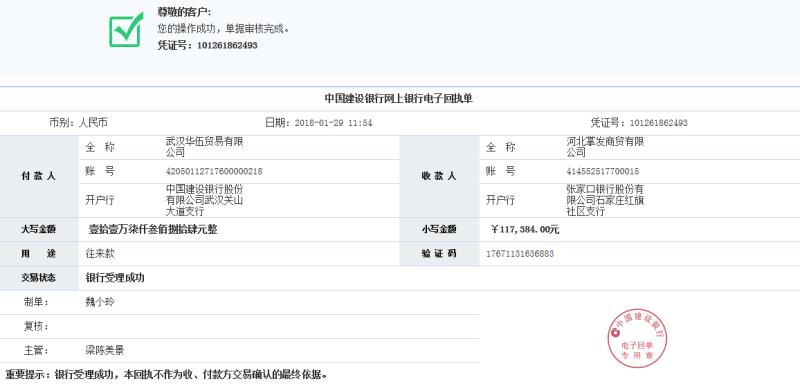 尊敬的客户:
您的操作成功，单据审核完成。
凭证号: 101261862493
中国建设银行网上银行电子回执单
币别: 人民币 日期: 2018-01-29 11:54 凭证号: 101261862493
付款人 全 称 武汉华伍贸易有限公司 收款人 全 称 河北掌发商贸有限公司
账 号 42050112717600000218 账 号 414552517700015
开户行 中国建设银行股份有限公司武汉关山大道支行 开户行 张家口银行股份有限公司石家庄红旗社区支行
大写金额 壹拾壹万柒仟叁佰捌拾肆元整 小写金额 ￥117,384.00元
用 途 往来款 验证码 17671131636883
交易状态 银行受理成功
制单: 魏小玲
复核:
主管: 梁陈美景
中国建设银行
电子回单
专用章
重要提示: 银行受理成功，本回执不作为收、付款方交易确认的最终依据。